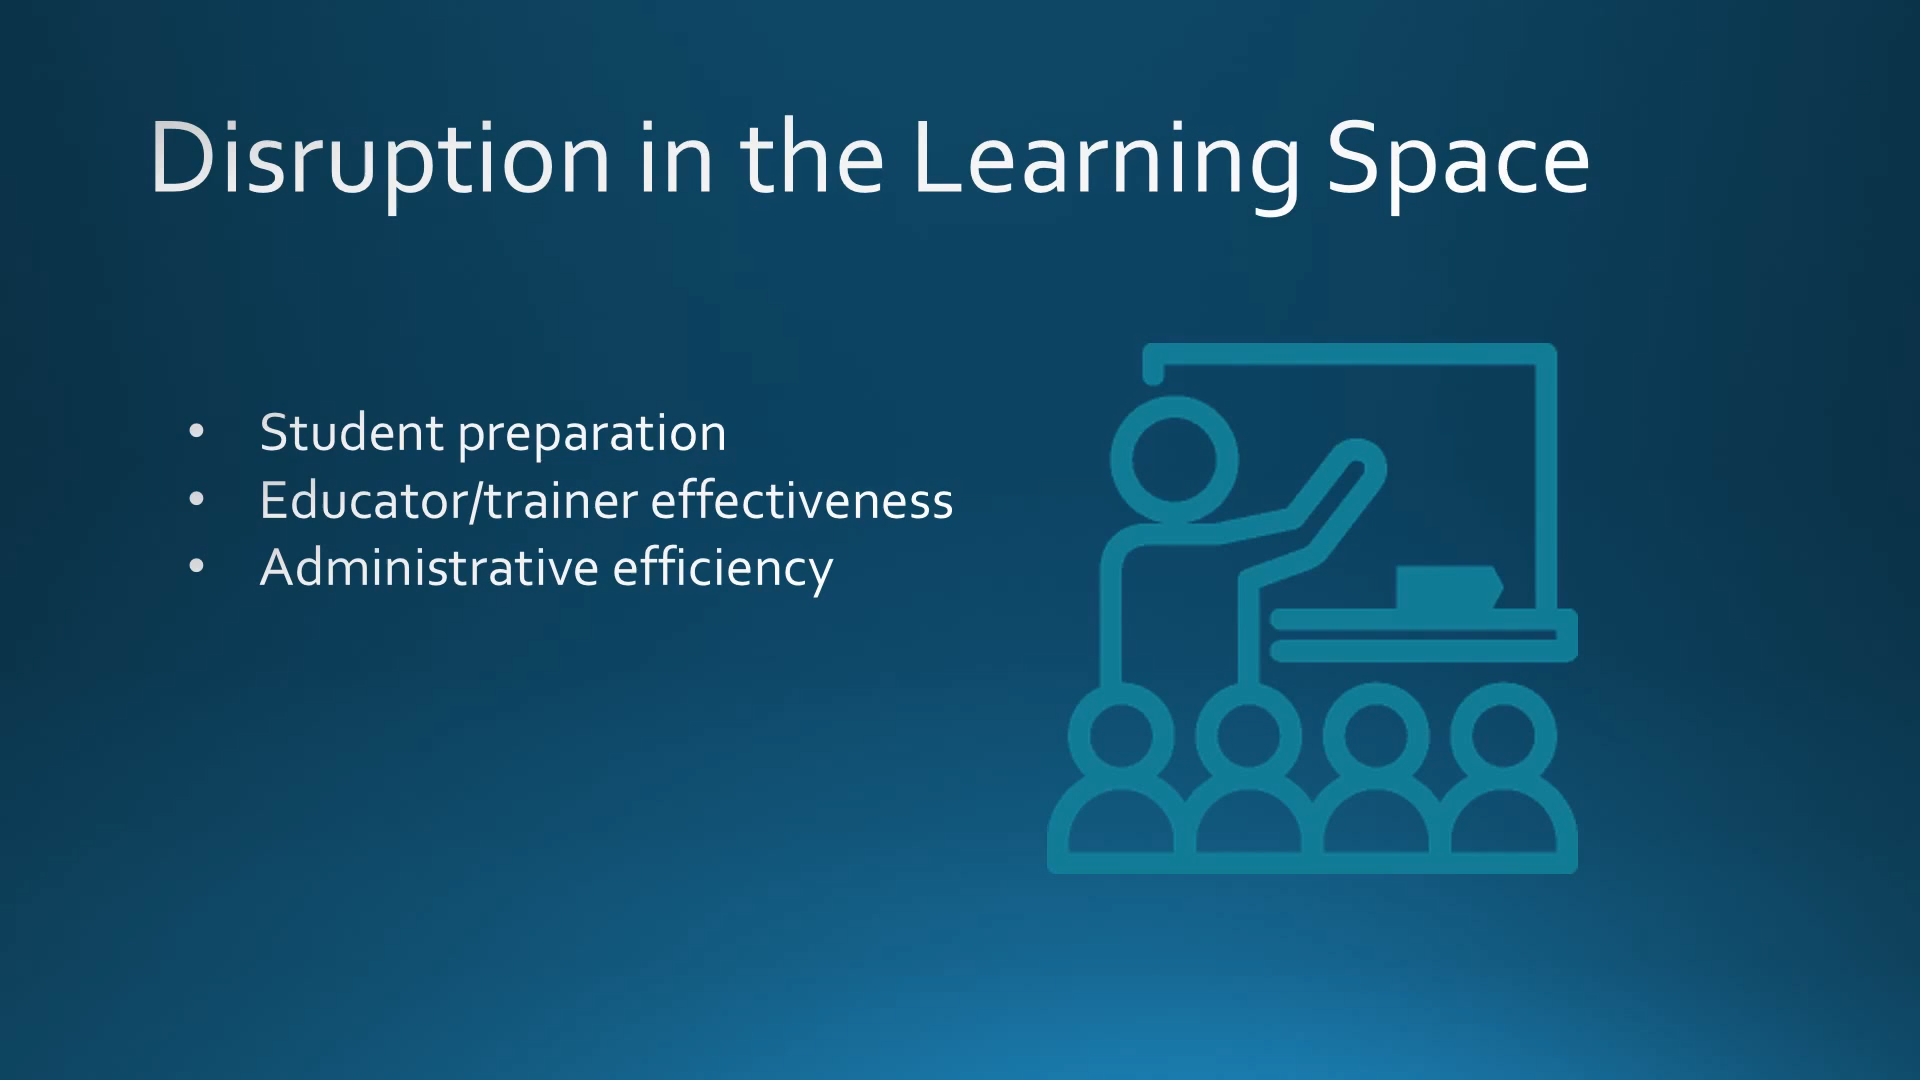 Disruption in the Learning Space
• Student preparation
• Educator/trainer effectiveness
• Administrative efficiency